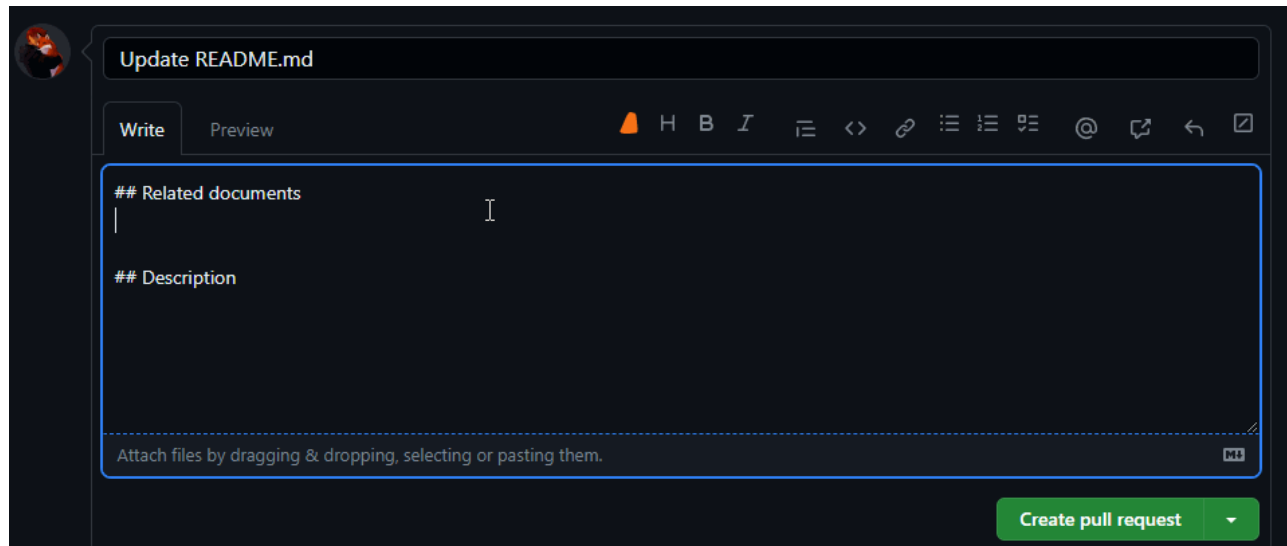 Update README.md
Write Preview
## Related documents
## Description
Attach files by dragging & dropping, selecting or pasting them.
Create pull request